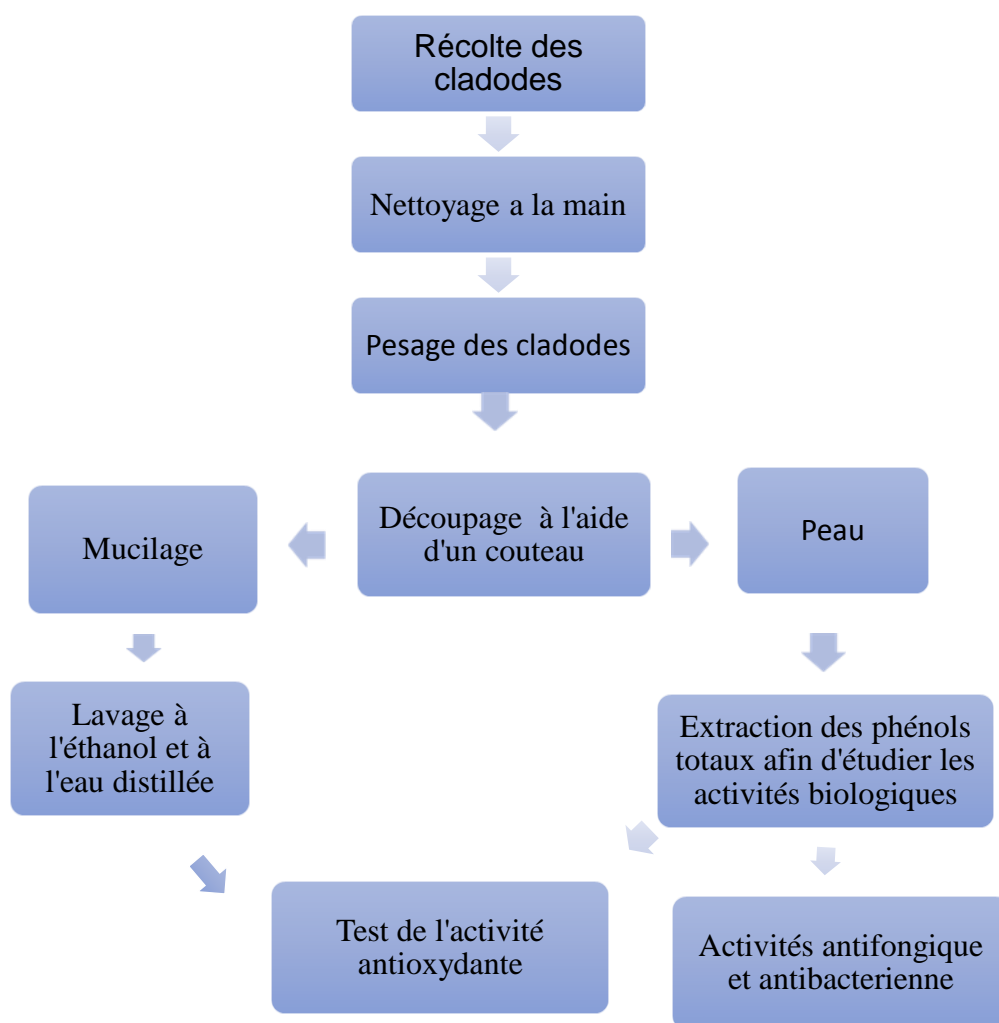 Récolte des
cladodes
Nettoyage a la main
Pesage des cladodes
Mucilage
Découpage à l'aide
d'un couteau
Peau
Lavage à
l'éthanol et à
l'eau distillée
Extraction des phénols
totaux afin d'étudier les
activités biologiques
Test de l'activité
antioxydante
Activités antifongique
et antibacterienne